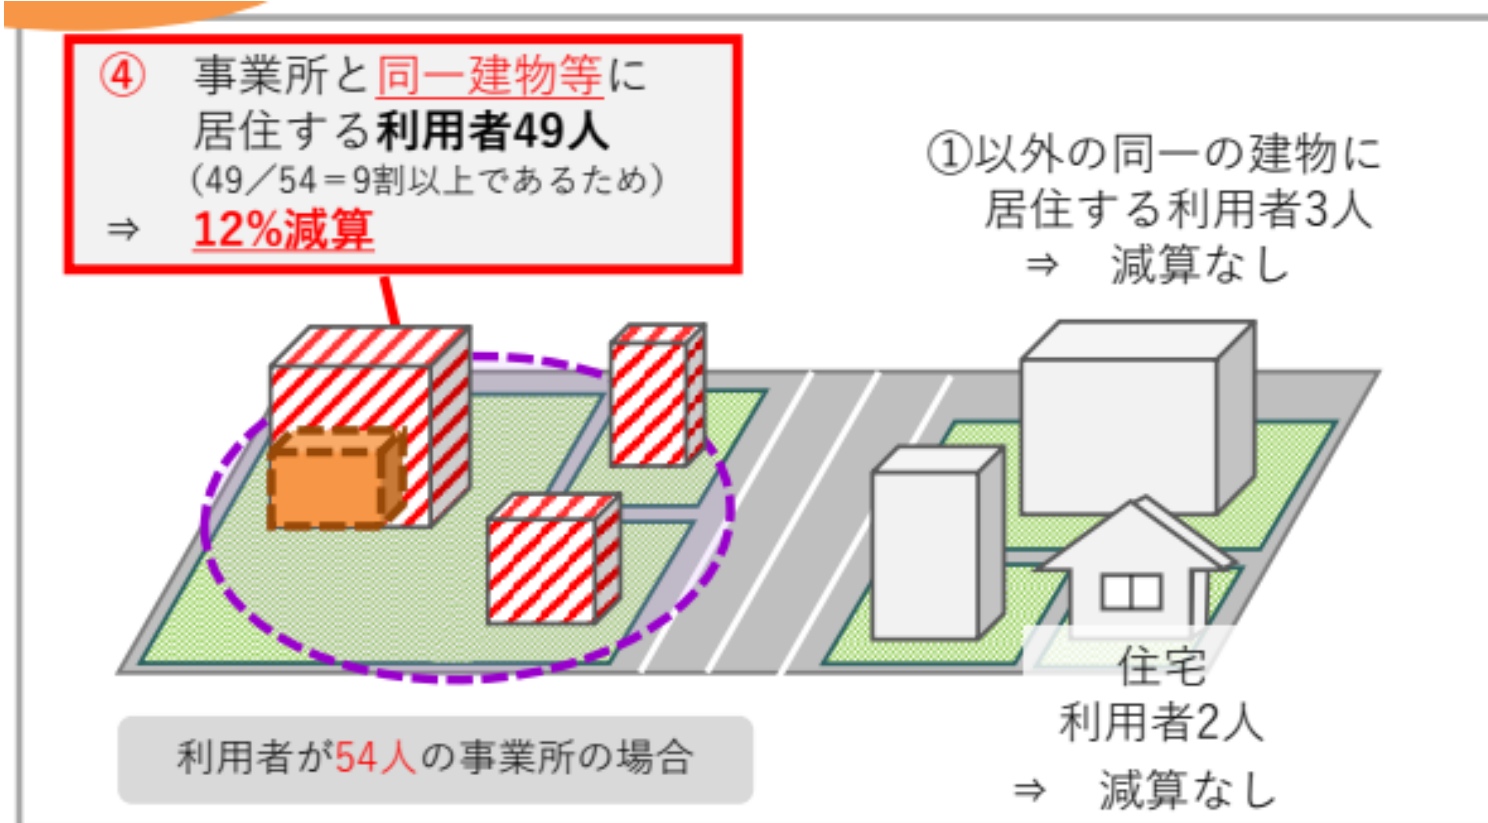 ④ 事業所と同一建物等に
居住する利用者49人
（49／54＝9割以上であるため）
⇒ 12%減算
①以外の同一の建物に
居住する利用者3人
⇒ 減算なし
住宅
利用者2人
⇒ 減算なし
利用者が54人の事業所の場合